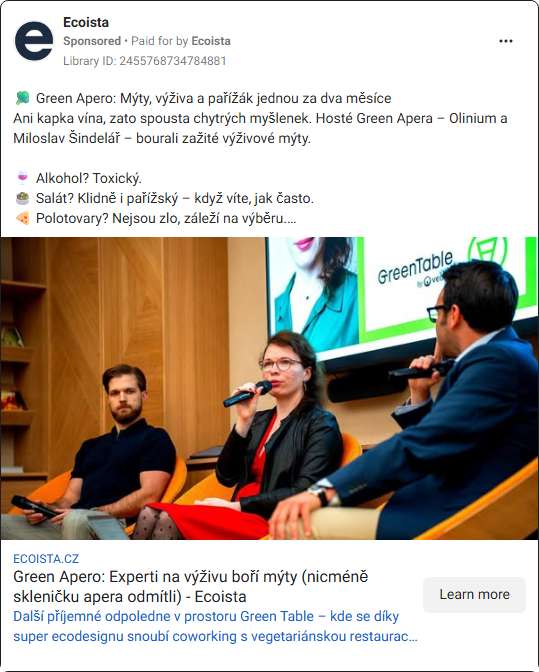 Ecoista
Sponsored • Paid for by Ecoista
Library ID: 2455768734784881
🥦 Green Apero: Mýty, výživa a pařížák jednou za dva měsíce
Ani kapka vína, zato spousta chytrých myšlenek. Hosté Green Apera – Olinium a
Miloslav Šindelář – bourali zažité výživové mýty.
🍷 Alkohol? Toxický.
🥗 Salát? Klidně i pařížský – když víte, jak často.
🍕 Polotovary? Nejsou zlo, záleží na výběru....
GreenTable
ECOISTA.CZ
Green Apero: Experti na výživu boří mýty (nicméně
skleničku apera odmítli) - Ecoista
Learn more
Další příjemné odpoledne v prostoru Green Table – kde se díky
super ecodesignu snoubí coworking s vegetariánskou restaurac...